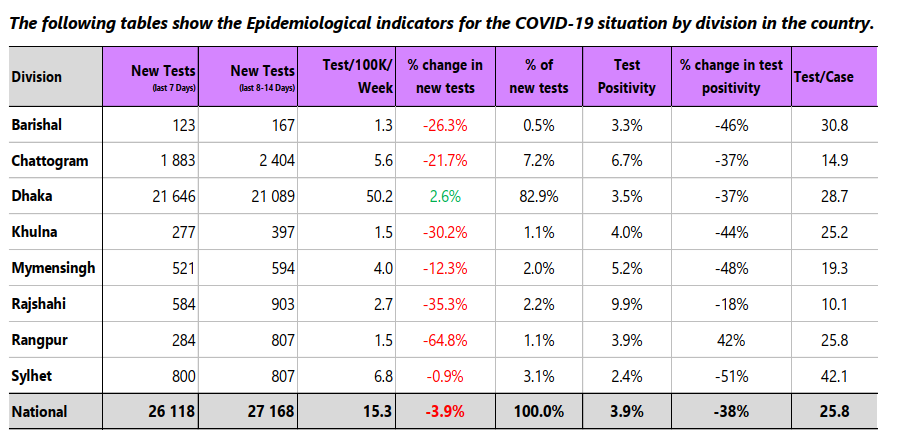 The following tables show the Epidemiological indicators for the COVID-19 situation by division in the country.
Division New Tests (last 7 Days) New Tests (last 8-14 Days) Test/100K/ Week % change in new tests % of new tests Test Positivity % change in test positivity Test/Case
Barishal 123 167 1.3 -26.3% 0.5% 3.3% -46% 30.8
Chattogram 1 883 2 404 5.6 -21.7% 7.2% 6.7% -37% 14.9
Dhaka 21 646 21 089 50.2 2.6% 82.9% 3.5% -37% 28.7
Khulna 277 397 1.5 -30.2% 1.1% 4.0% -44% 25.2
Mymensingh 521 594 4.0 -12.3% 2.0% 5.2% -48% 19.3
Rajshahi 584 903 2.7 -35.3% 2.2% 9.9% -18% 10.1
Rangpur 284 807 1.5 -64.8% 1.1% 3.9% 42% 25.8
Sylhet 800 807 6.8 -0.9% 3.1% 2.4% -51% 42.1
National 26 118 27 168 15.3 -3.9% 100.0% 3.9% -38% 25.8